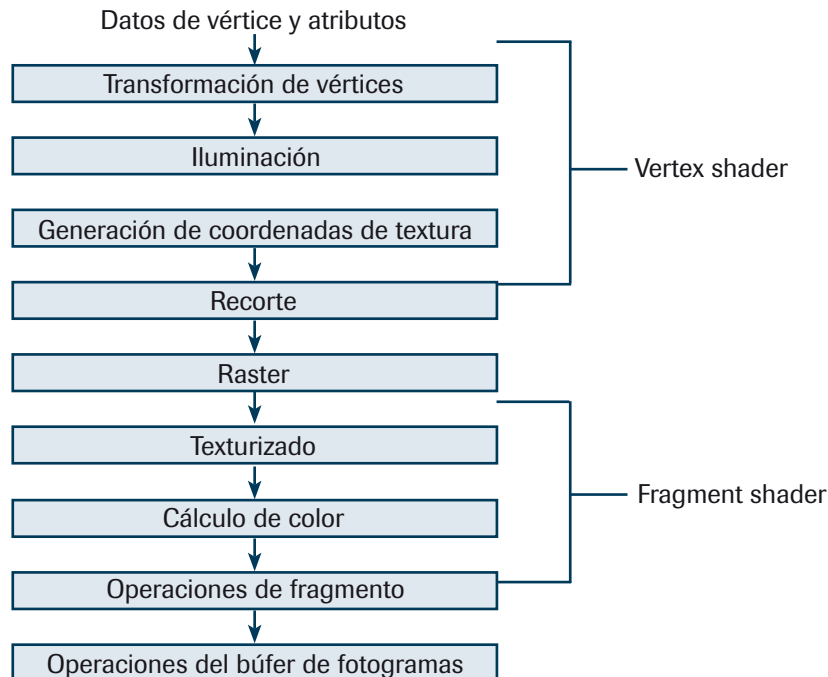 Datos de vértice y atributos
Transformación de vértices
Iluminación
Vertex shader
Generación de coordenadas de textura
Recorte
Raster
Texturizado
Fragment shader
Cálculo de color
Operaciones de fragmento
Operaciones del búfer de fotogramas